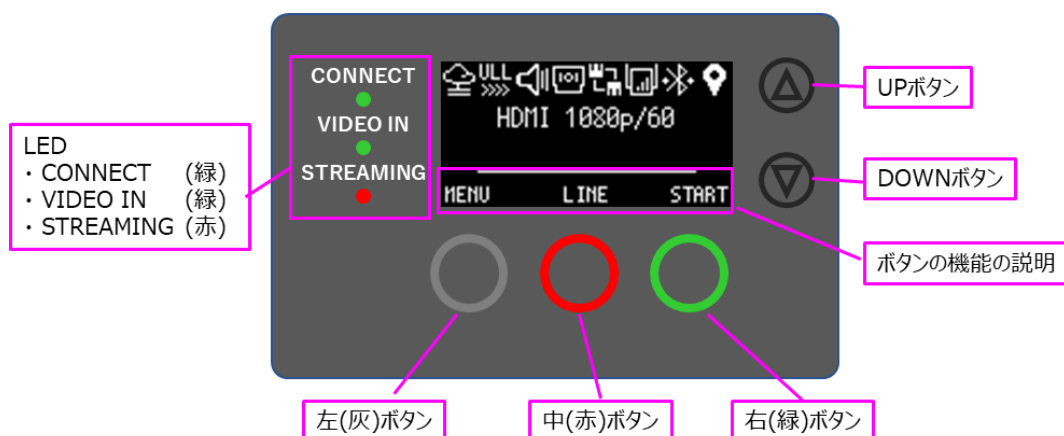 CONNECT
VIDEO IN
STREAMING
ULL
HDMI 1080p/60
MENU LINE START
LED
・CONNECT (緑)
・VIDEO IN (緑)
・STREAMING (赤)
UPボタン
DOWNボタン
ボタンの機能の説明
左(灰)ボタン
中(赤)ボタン
右(緑)ボタン